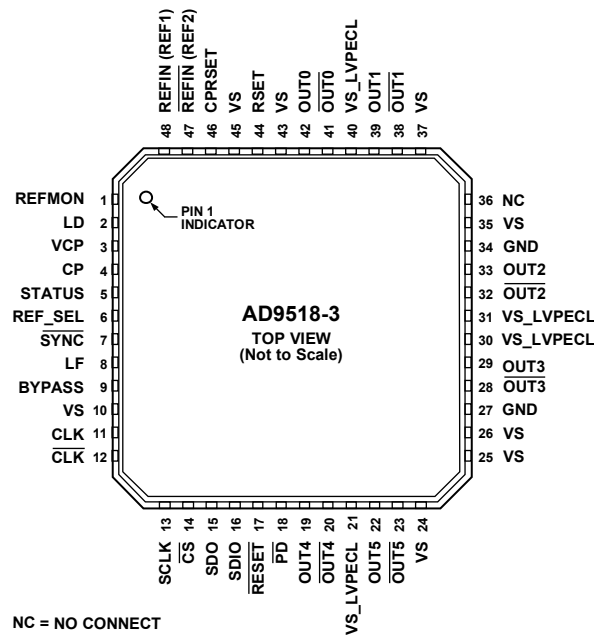 REFIN (REF1)
REFIN (REF2)
CPRSET
VS
RSET
VS
OUT0
OUT0
VS_LVPECL
OUT1
OUT1
VS
48 47 46 45 44 43 42 41 40 39 38 37
REFMON 1
LD 2
VCP 3
CP 4
STATUS 5
REF_SEL 6
SYNC 7
LF 8
BYPASS 9
VS 10
CLK 11
CLK 12
PIN 1
INDICATOR
AD9518-3
TOP VIEW
(Not to Scale)
36 NC
35 VS
34 GND
33 OUT2
32 OUT2
31 VS_LVPECL
30 VS_LVPECL
29 OUT3
28 OUT3
27 GND
26 VS
25 VS
13 14 15 16 17 18 19 20 21 22 23 24
SCLK
CS
SDO
SDIO
RESET
PD
OUT4
OUT4
VS_LVPECL
OUT5
OUT5
VS
NC = NO CONNECT